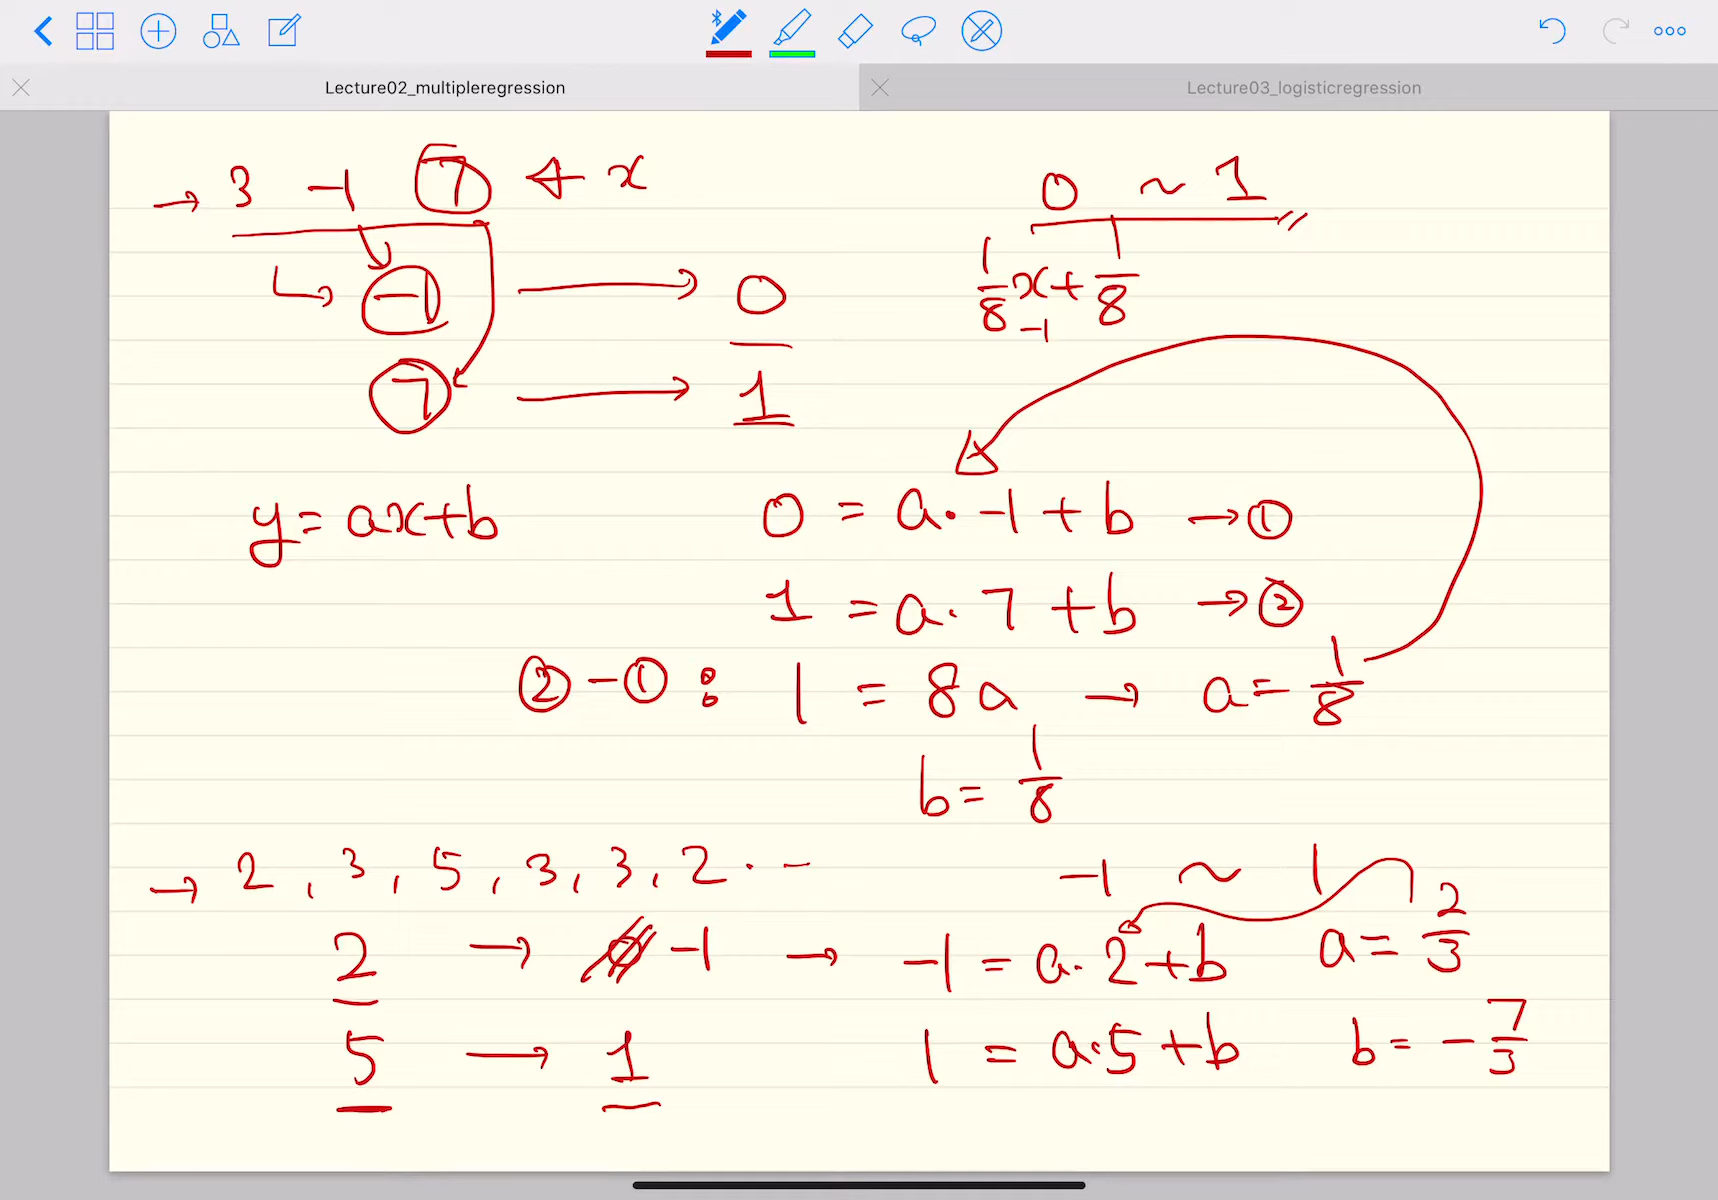 Lecture02_multipleregression
Lecture03_logisticregression
→ 3 -1 7 ← x
0 ~ 1
↳ -1 → 0
1/8 x + 1/8
-1
7 → 1
y = ax+b
0 = a· -1 + b → ①
1 = a· 7 + b → ②
② - ① : 1 = 8a → a = 1/8
b = 1/8
→ 2 , 3 , 5 , 3 , 3 , 2 · -
-1 ~ 1
2 → -1 → -1 = a· 2 + b
a = 2/3
5 → 1
1 = a·5 + b
b = - 7/3